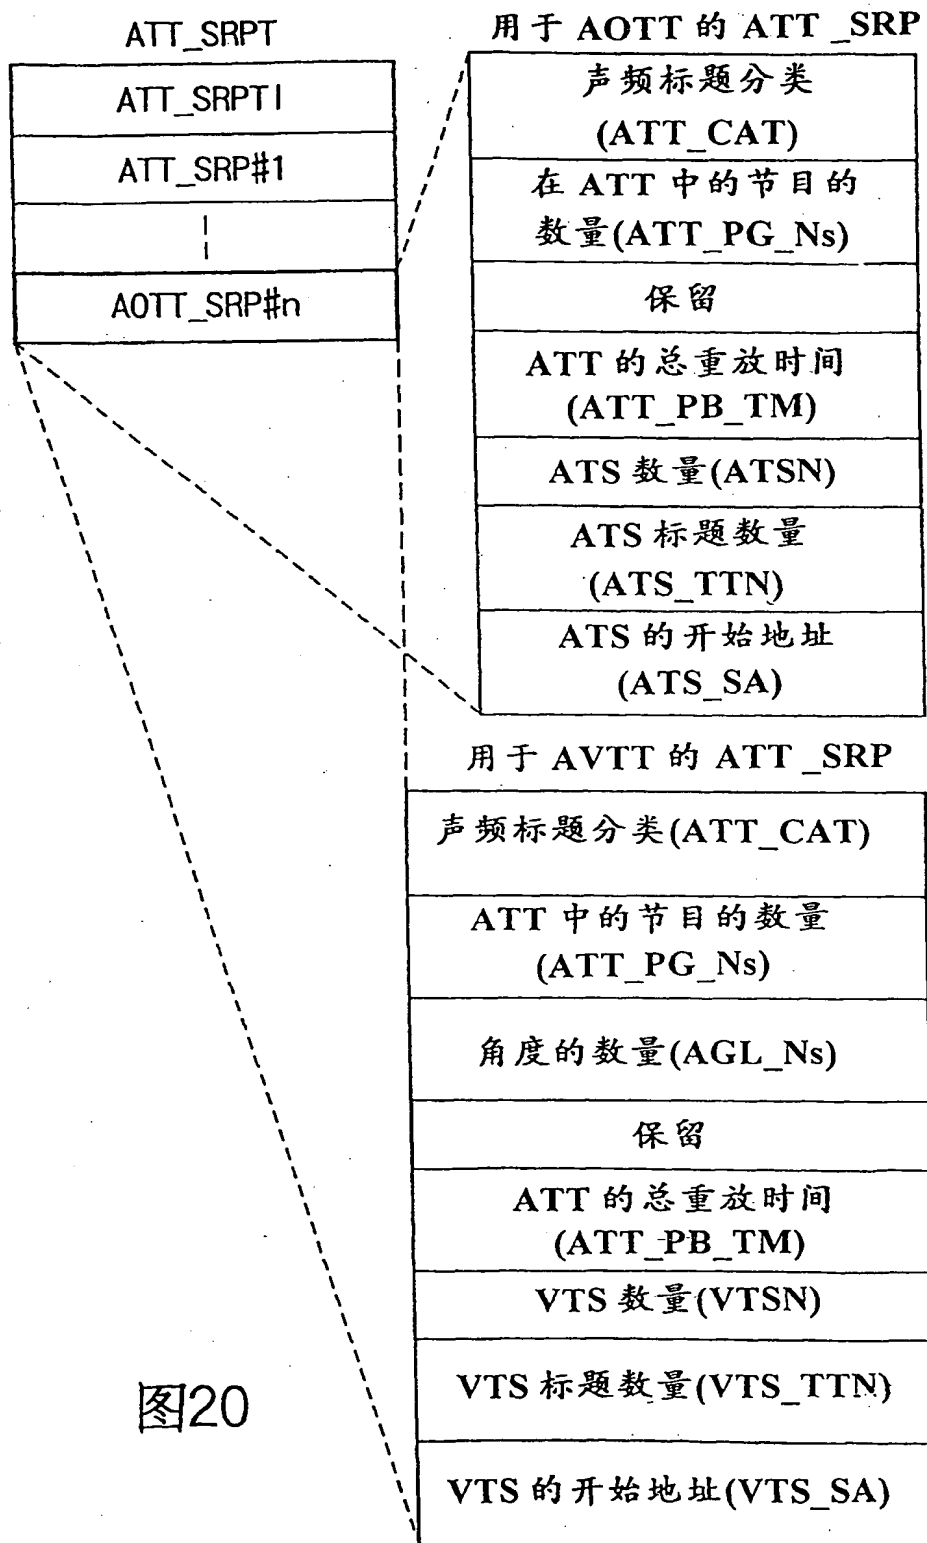 ATT_SRPT
ATT_SRPTI
ATT_SRP#1
AOTT_SRP#n
用于 AOTT 的 ATT _SRP
声频标题分类
(ATT_CAT)
在 ATT 中的节目的
数量(ATT_PG_Ns)
保留
ATT 的总重放时间
(ATT_PB_TM)
ATS 数量(ATSN)
ATS 标题数量
(ATS_TTN)
ATS 的开始地址
(ATS_SA)
用于 AVTT 的 ATT _SRP
声频标题分类(ATT_CAT)
ATT 中的节目的数量
(ATT_PG_Ns)
角度的数量(AGL_Ns)
保留
ATT 的总重放时间
(ATT_PB_TM)
VTS 数量(VTSN)
VTS 标题数量(VTS_TTN)
VTS 的开始地址(VTS_SA)
图20